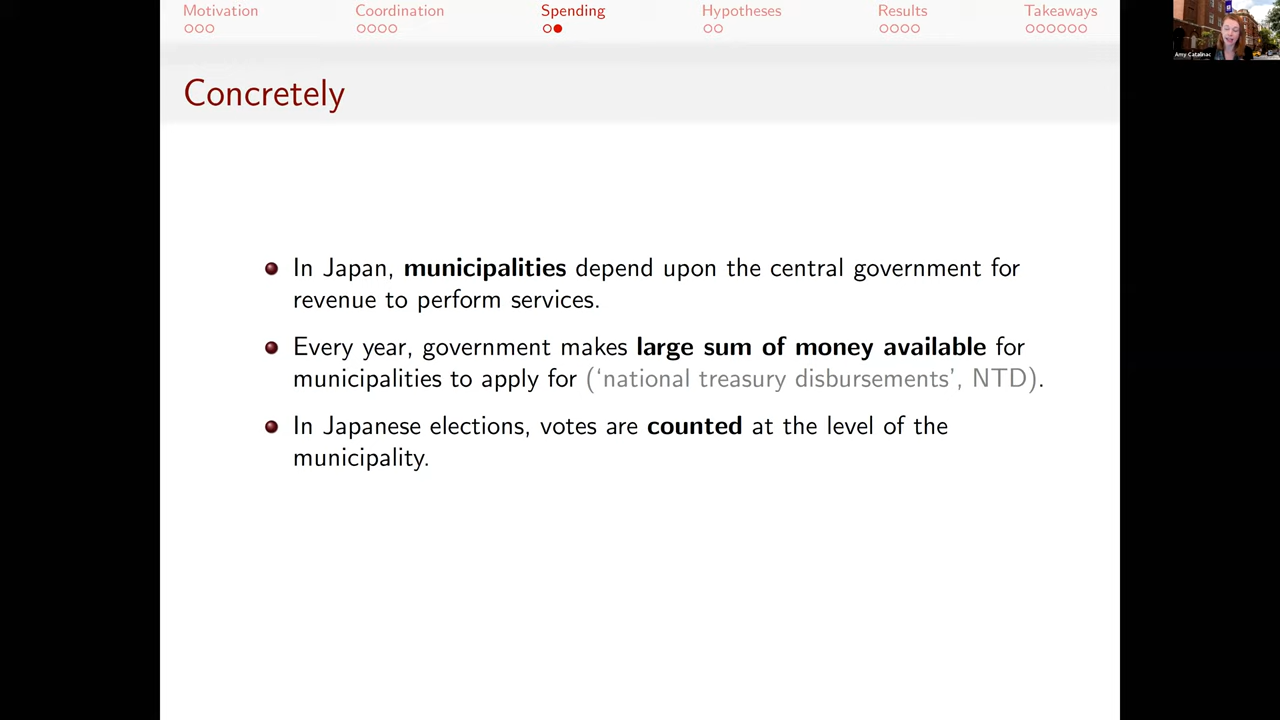 Motivation Coordination Spending Hypotheses Results Takeaways
Amy Catalinac
Concretely
In Japan, municipalities depend upon the central government for
revenue to perform services.
Every year, government makes large sum of money available for
municipalities to apply for (‘national treasury disbursements’, NTD).
In Japanese elections, votes are counted at the level of the
municipality.